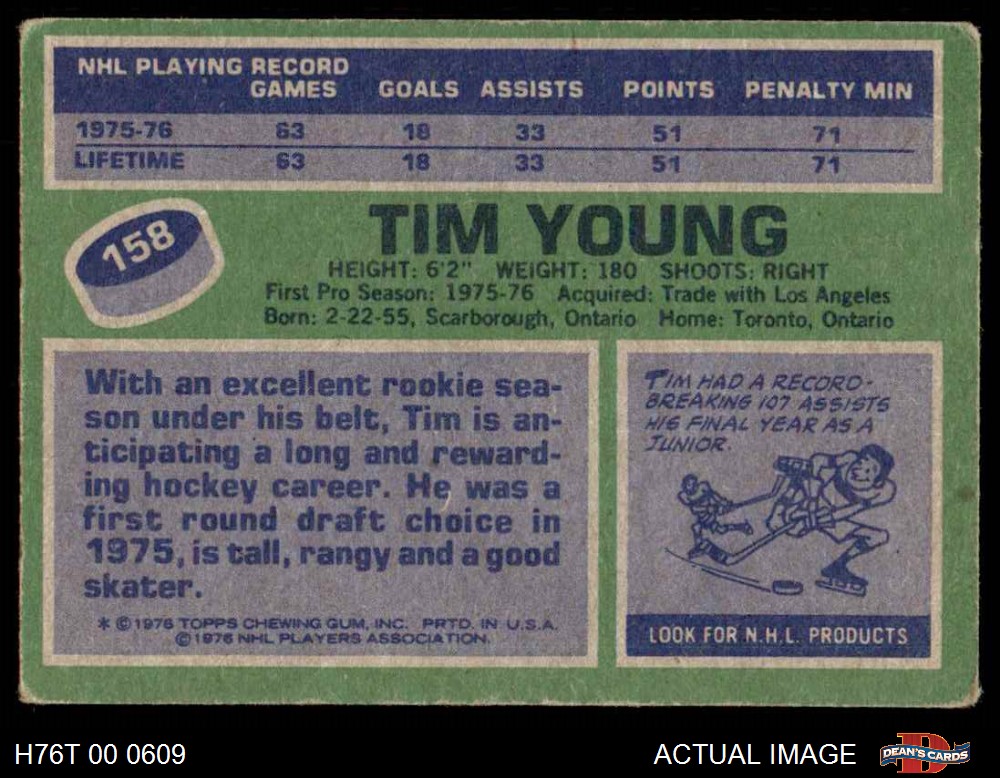 NHL PLAYING RECORD
GAMES GOALS ASSISTS POINTS PENALTY MIN
1975-76 63 18 33 51 71
LIFETIME 63 18 33 51 71
158
TIM YOUNG
HEIGHT: 6'2" WEIGHT: 180 SHOOTS: RIGHT
First Pro Season: 1975-76 Acquired: Trade with Los Angeles
Born: 2-22-55, Scarborough, Ontario Home: Toronto, Ontario
With an excellent rookie sea-
son under his belt, Tim is an-
ticipating a long and reward-
ing hockey career. He was a
first round draft choice in
1975, is tall, rangy and a good
skater.
* © 1976 TOPPS CHEWING GUM, INC. PRTD. IN U.S.A.
© 1976 NHL PLAYERS ASSOCIATION.
TIM HAD A RECORD-
BREAKING 107 ASSISTS
HIS FINAL YEAR AS A
JUNIOR.
LOOK FOR N.H.L. PRODUCTS
H76T 00 0609
ACTUAL IMAGE
D
DEAN'S CARDS